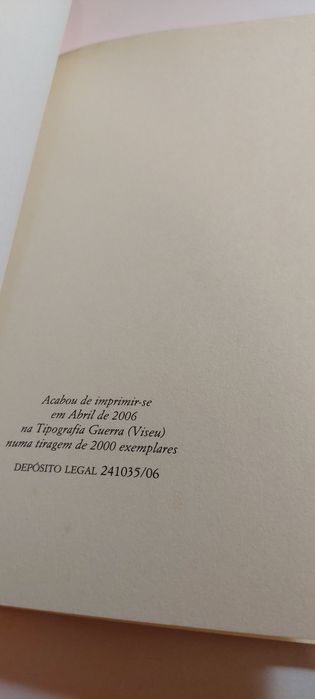 Acabou de imprimir-se
em Abril de 2006
na Tipografia Guerra (Viseu)
numa tiragem de 2000 exemplares
DEPÓSITO LEGAL 241035/06